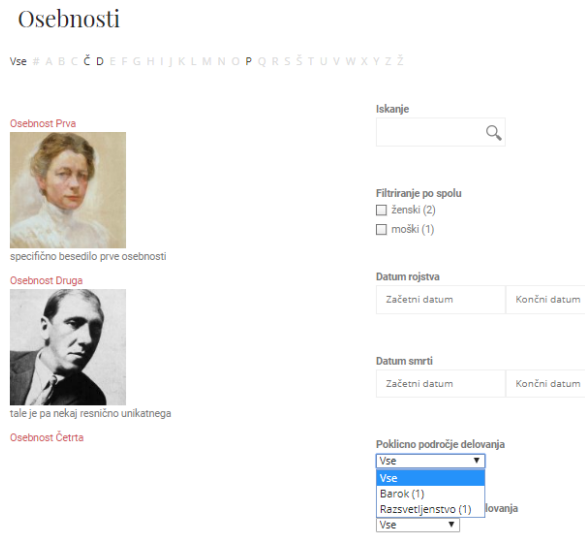 Osebnosti
Vse # A B C Č D E F G H I J K L M N O P Q R S Š T U V W X Y Z Ž
Osebnost Prva
specifično besedilo prve osebnosti
Osebnost Druga
tale je pa nekaj resnično unikatnega
Osebnost Četrta
Iskanje
Filtriranje po spolu
ženski (2)
moški (1)
Datum rojstva
Začetni datum Končni datum
Datum smrti
Začetni datum Končni datum
Poklicno področje delovanja
Vse
Vse
Barok (1)
Razsvetljenstvo (1)
lovanja
Vse